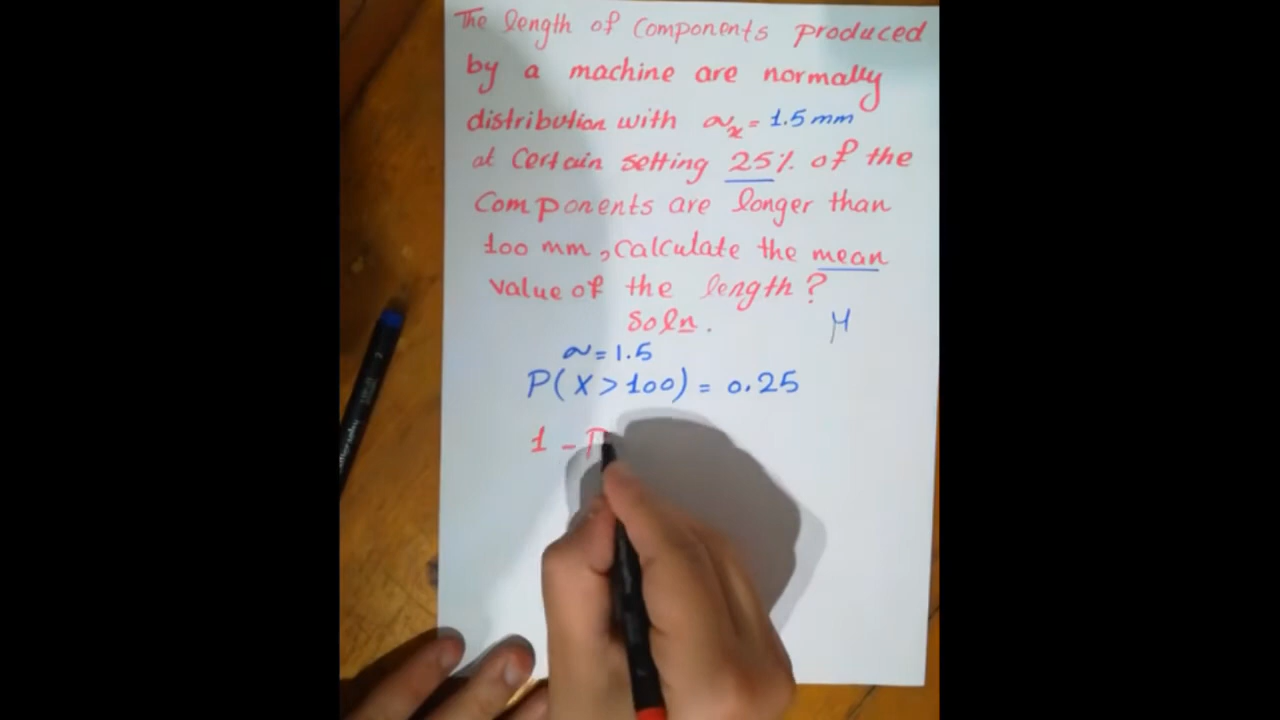 The length of components produced
by a machine are normally
distribution with σx = 1.5 mm
at certain setting 25% of the
components are longer than
100 mm, calculate the mean
value of the length?
soln.
μ
σ = 1.5
P(X > 100) = 0.25
1 - P